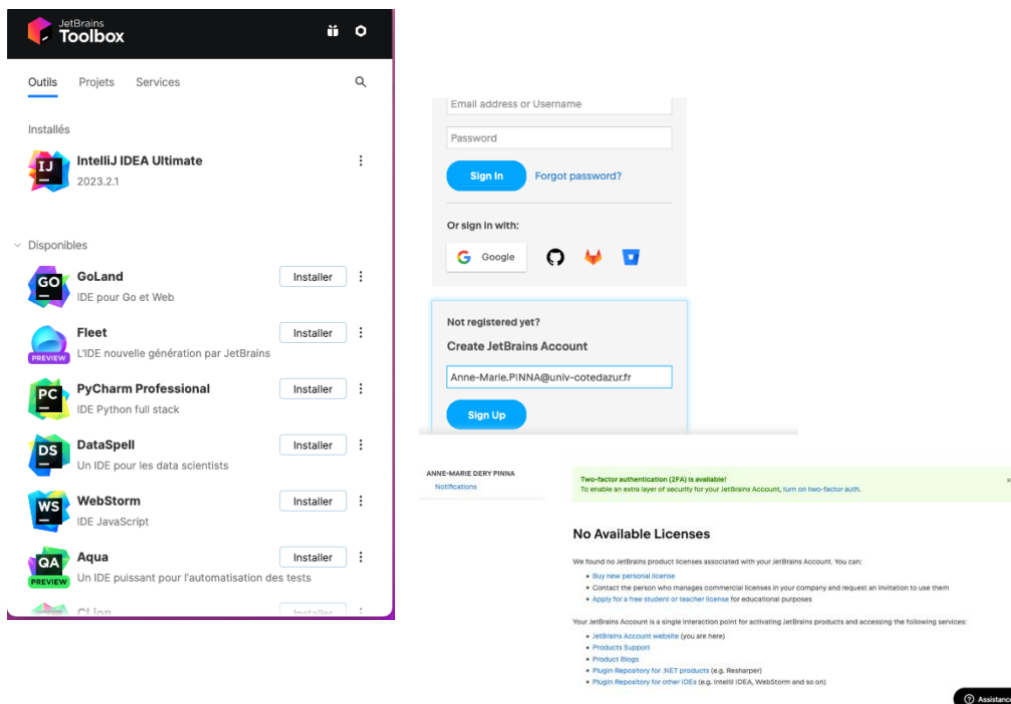 JetBrains
Toolbox
Outils Projets Services
Installés
IJ
IntelliJ IDEA Ultimate
2023.2.1
Disponibles
GO
GoLand
Installer
IDE pour Go et Web
Fleet
Installer
PREVIEW
L'IDE nouvelle génération par JetBrains
PC
PyCharm Professional
Installer
IDE Python full stack
DS
DataSpell
Installer
Un IDE pour les data scientists
WS
WebStorm
Installer
IDE JavaScript
QA
Aqua
Installer
PREVIEW
Un IDE puissant pour l'automatisation des tests
CLion
Installer
Email address or Username
Password
Sign In Forgot password?
Or sign in with:
Google
Not registered yet?
Create JetBrains Account
Anne-Marie.PINNA@univ-cotedazur.fr
Sign Up
ANNE-MARIE DERY PINNA
Notifications
Two-factor authentication (2FA) is available!
To enable an extra layer of security for your JetBrains Account, turn on two-factor auth.
No Available Licenses
We found no JetBrains product licenses associated with your JetBrains Account. You can:
• Buy new personal license
• Contact the person who manages commercial licenses in your company and request an invitation to use them
• Apply for a free student or teacher license for educational purposes
Your JetBrains Account is a single interaction point for activating JetBrains products and accessing the following services:
• JetBrains Account website (you are here)
• Products Support
• Product Blogs
• Plugin Repository for .NET products (e.g. Resharper)
• Plugin Repository for other IDEs (e.g. IntelliJ IDEA, WebStorm and so on)
Assistance